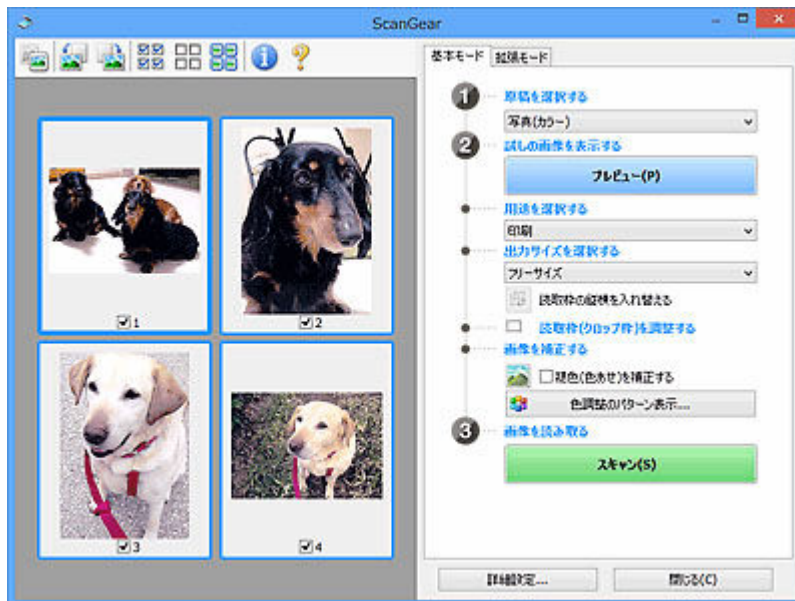 ScanGear
基本モード 拡張モード
1 原稿を選択する
写真(カラー)
2 試しの画像を表示する
プレビュー(P)
用途を選択する
印刷
出力サイズを選択する
フリーサイズ
読取枠の縦横を入れ替える
読取枠(クロップ枠)を調整する
画像を補正する
褪色(色あせ)を補正する
色調整のパターン表示...
3 画像を読み取る
スキャン(S)
1
2
3
4
詳細設定...
閉じる(C)